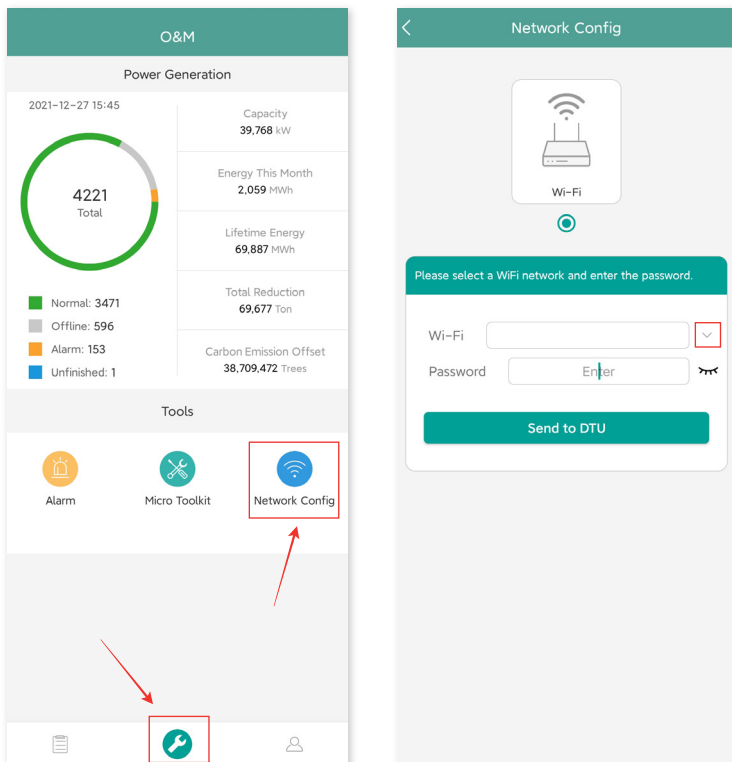 O&M
Power Generation
2021-12-27 15:45
4221
Total
Normal: 3471
Offline: 596
Alarm: 153
Unfinished: 1
Capacity
39,768 kW
Energy This Month
2,059 MWh
Lifetime Energy
69,887 MWh
Total Reduction
69,677 Ton
Carbon Emission Offset
38,709,472 Trees
Tools
Alarm
Micro Toolkit
Network Config
Network Config
Wi-Fi
Please select a WiFi network and enter the password.
Wi-Fi
Password
Enter
Send to DTU